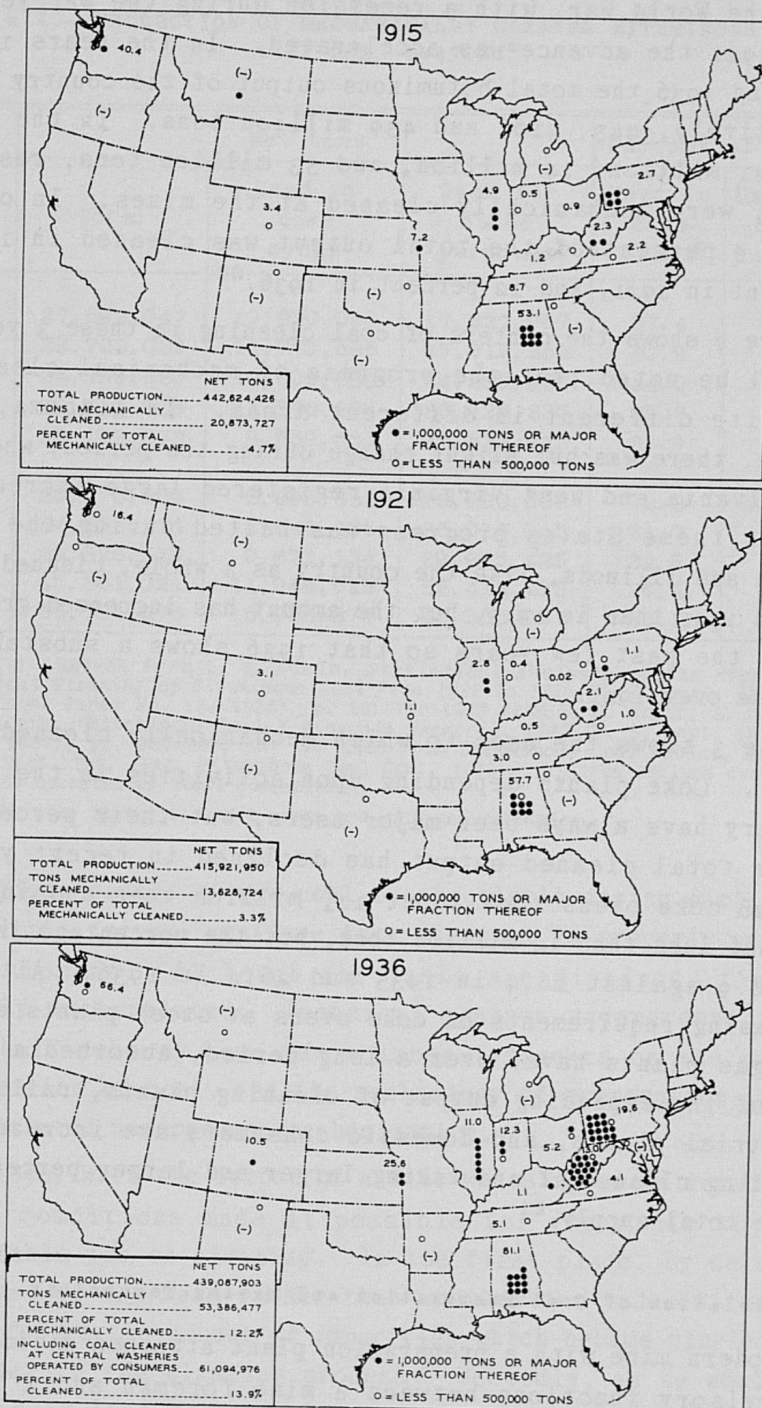 1915
40.4
(-)
(-)
(-)
(-)
2.7
4.9
0.5
0.9
2.3
3.4
7.2
1.2
2.2
8.7
(-)
(-)
(-)
53.1
(-)
(-)
NET TONS
TOTAL PRODUCTION 442,624,426
TONS MECHANICALLY
CLEANED 20,873,727
PERCENT OF TOTAL
MECHANICALLY CLEANED 4.7%
● = 1,000,000 TONS OR MAJOR
FRACTION THEREOF
○ = LESS THAN 500,000 TONS
1921
16.4
(-)
(-)
(-)
1.1
2.8
0.4
0.02
2.1
3.1
1.1
0.5
1.0
3.0
(-)
57.7
(-)
(-)
NET TONS
TOTAL PRODUCTION 415,921,950
TONS MECHANICALLY
CLEANED 13,628,724
PERCENT OF TOTAL
MECHANICALLY CLEANED 3.3%
● = 1,000,000 TONS OR MAJOR
FRACTION THEREOF
○ = LESS THAN 500,000 TONS
1936
66.4
(-)
(-)
19.6
11.0
12.3
5.2
(-)
10.5
25.6
1.1
5.1
(-)
(-)
81.1
NET TONS
TOTAL PRODUCTION 439,087,903
TONS MECHANICALLY
CLEANED 53,386,477
PERCENT OF TOTAL
MECHANICALLY CLEANED 12.2%
INCLUDING COAL CLEANED
AT CENTRAL WASHERIES
OPERATED BY CONSUMERS 61,094,976
PERCENT OF TOTAL
CLEANED 13.9%
● = 1,000,000 TONS OR MAJOR
FRACTION THEREOF
○ = LESS THAN 500,000 TONS